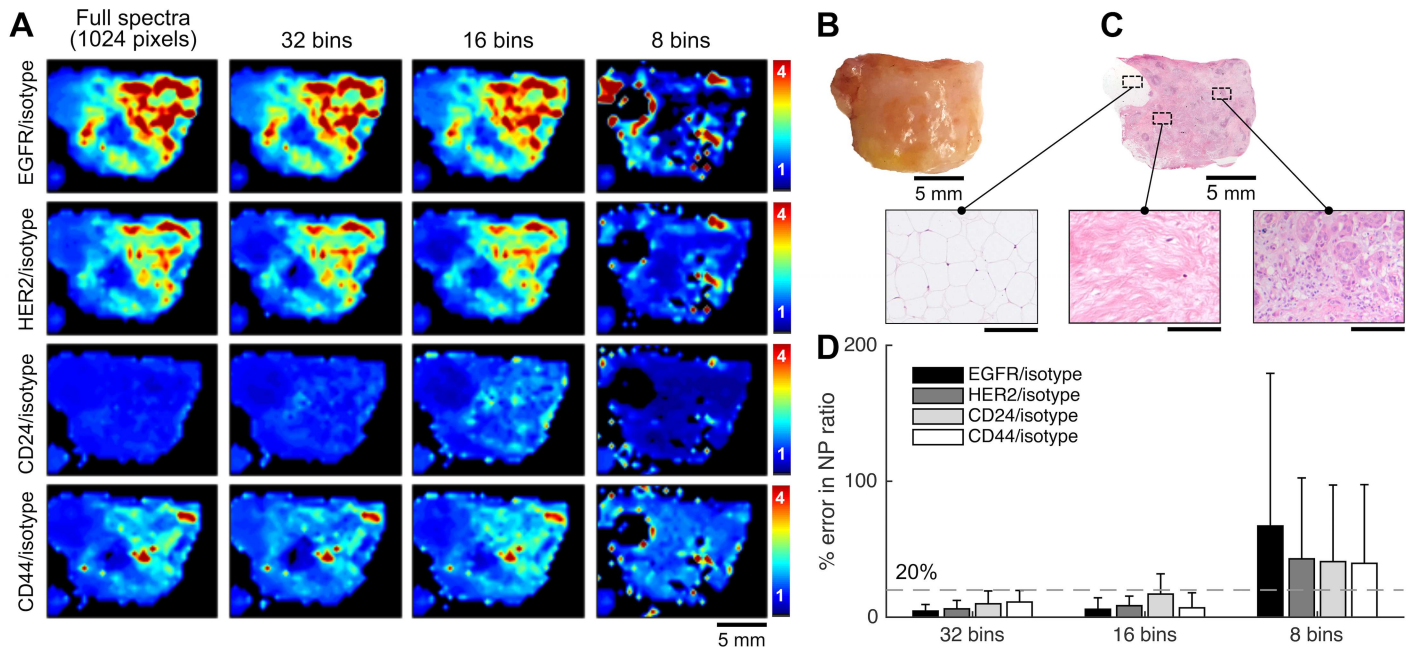 A
Full spectra
(1024 pixels)
32 bins
16 bins
8 bins
EGFR/isotype
4
1
HER2/isotype
4
1
CD24/isotype
4
1
CD44/isotype
4
1
5 mm
B
5 mm
C
5 mm
D
200
100
0
% error in NP ratio
EGFR/isotype
HER2/isotype
CD24/isotype
CD44/isotype
20%
32 bins
16 bins
8 bins